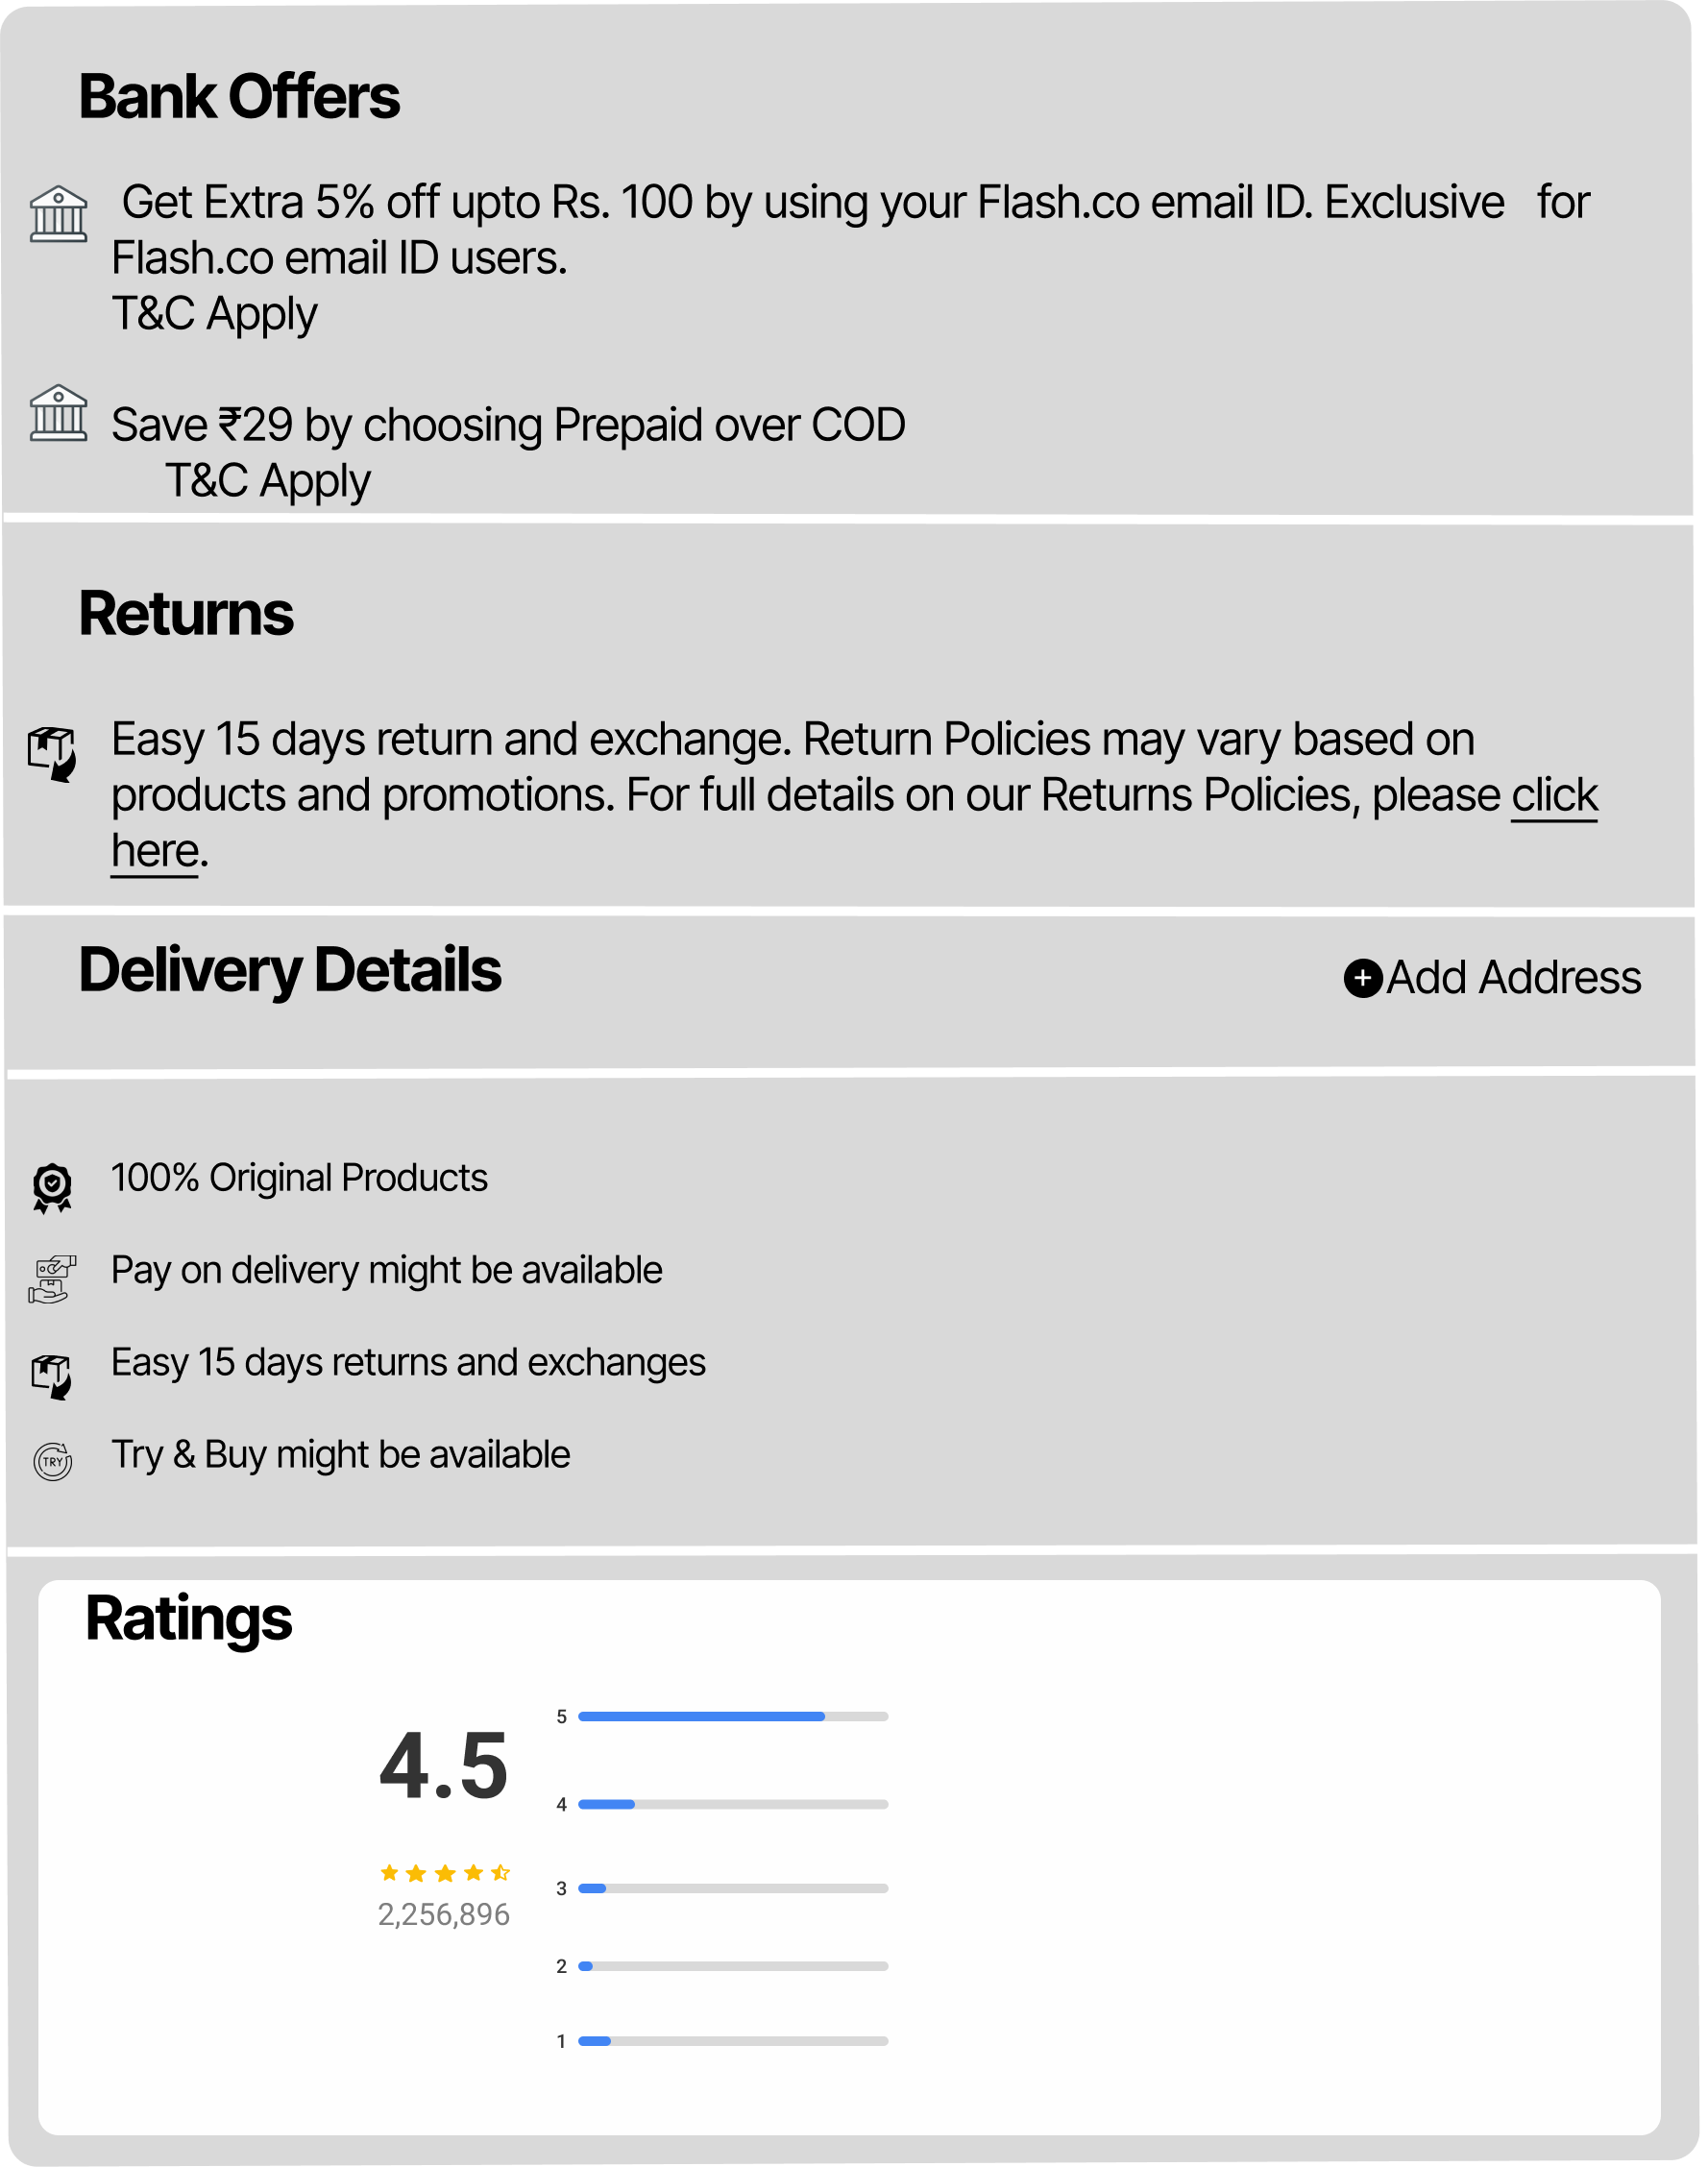 Bank Offers
Get Extra 5% off upto Rs. 100 by using your Flash.co email ID. Exclusive for
Flash.co email ID users.
T&C Apply
Save ₹29 by choosing Prepaid over COD
T&C Apply
Returns
Easy 15 days return and exchange. Return Policies may vary based on
products and promotions. For full details on our Returns Policies, please click
here.
Delivery Details
Add Address
100% Original Products
Pay on delivery might be available
Easy 15 days returns and exchanges
TRY
Try & Buy might be available
Ratings
4.5
2,256,896
5
4
3
2
1